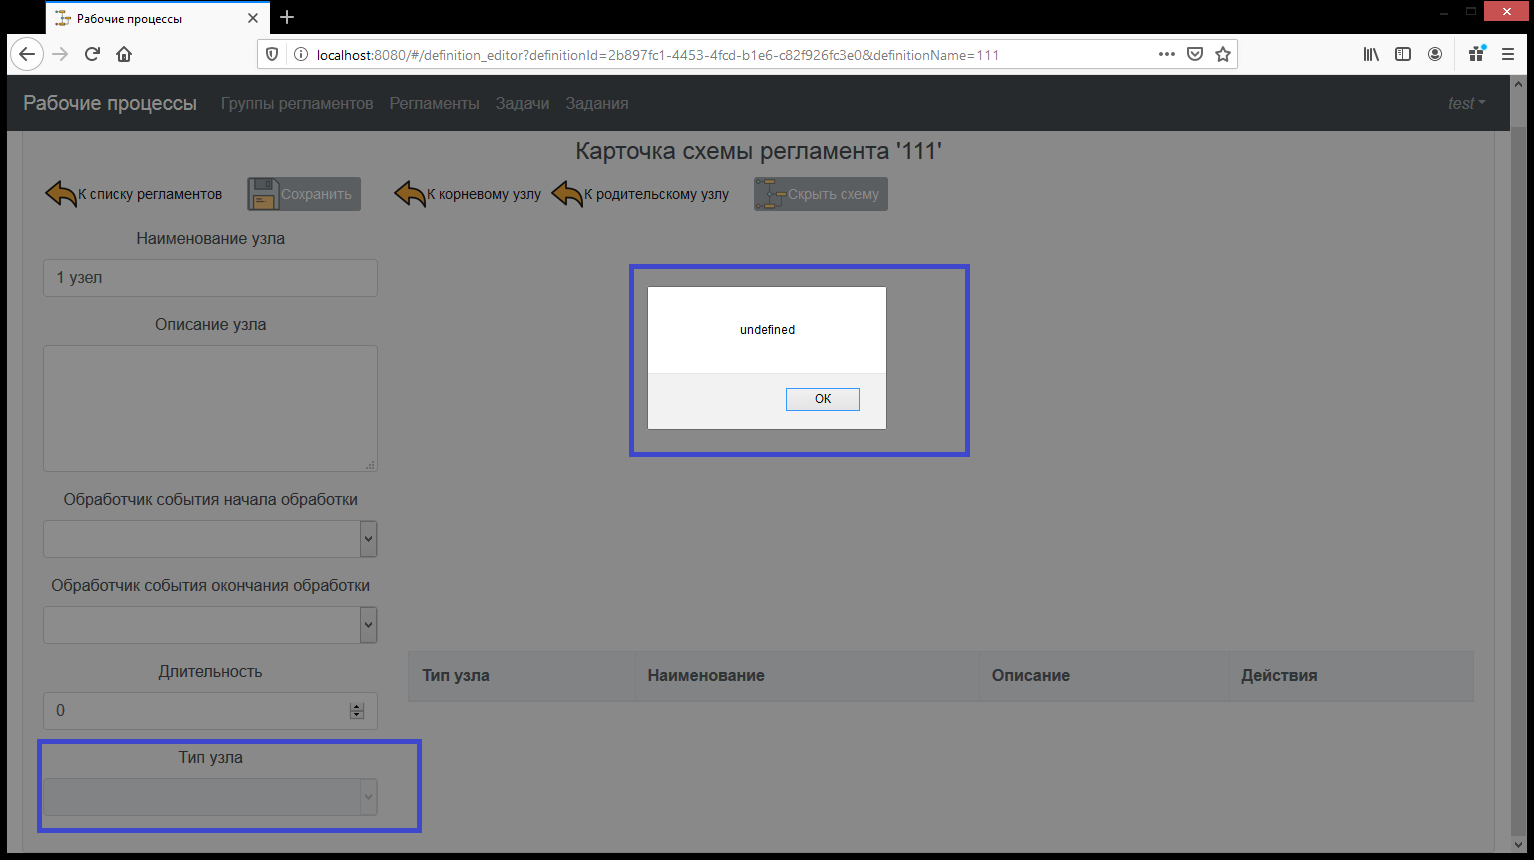 Рабочие процессы
localhost:8080/#/definition_editor?definitionId=2b897fc1-4453-4fcd-b1e6-c82f926fc3e0&definitionName=111
Рабочие процессы Группы регламентов Регламенты Задачи Задания test
Карточка схемы регламента '111'
К списку регламентов Сохранить К корневому узлу К родительскому узлу Скрыть схему
Наименование узла
1 узел
Описание узла
undefined
OK
Обработчик события начала обработки
Обработчик события окончания обработки
Длительность
0
Тип узла Наименование Описание Действия
Тип узла